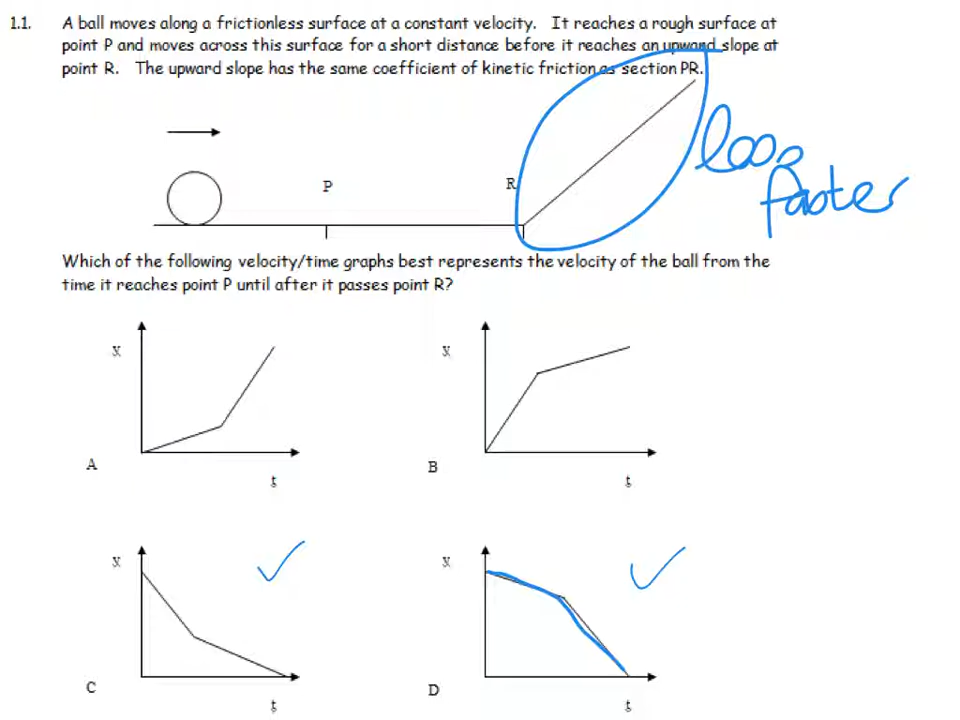 1.1. A ball moves along a frictionless surface at a constant velocity. It reaches a rough surface at
point P and moves across this surface for a short distance before it reaches an upward slope at
point R. The upward slope has the same coefficient of kinetic friction as section PR.
faster
P
R
Which of the following velocity/time graphs best represents the velocity of the ball from the
time it reaches point P until after it passes point R?
v
v
A
B
t
t
v
v
C
D
t
t